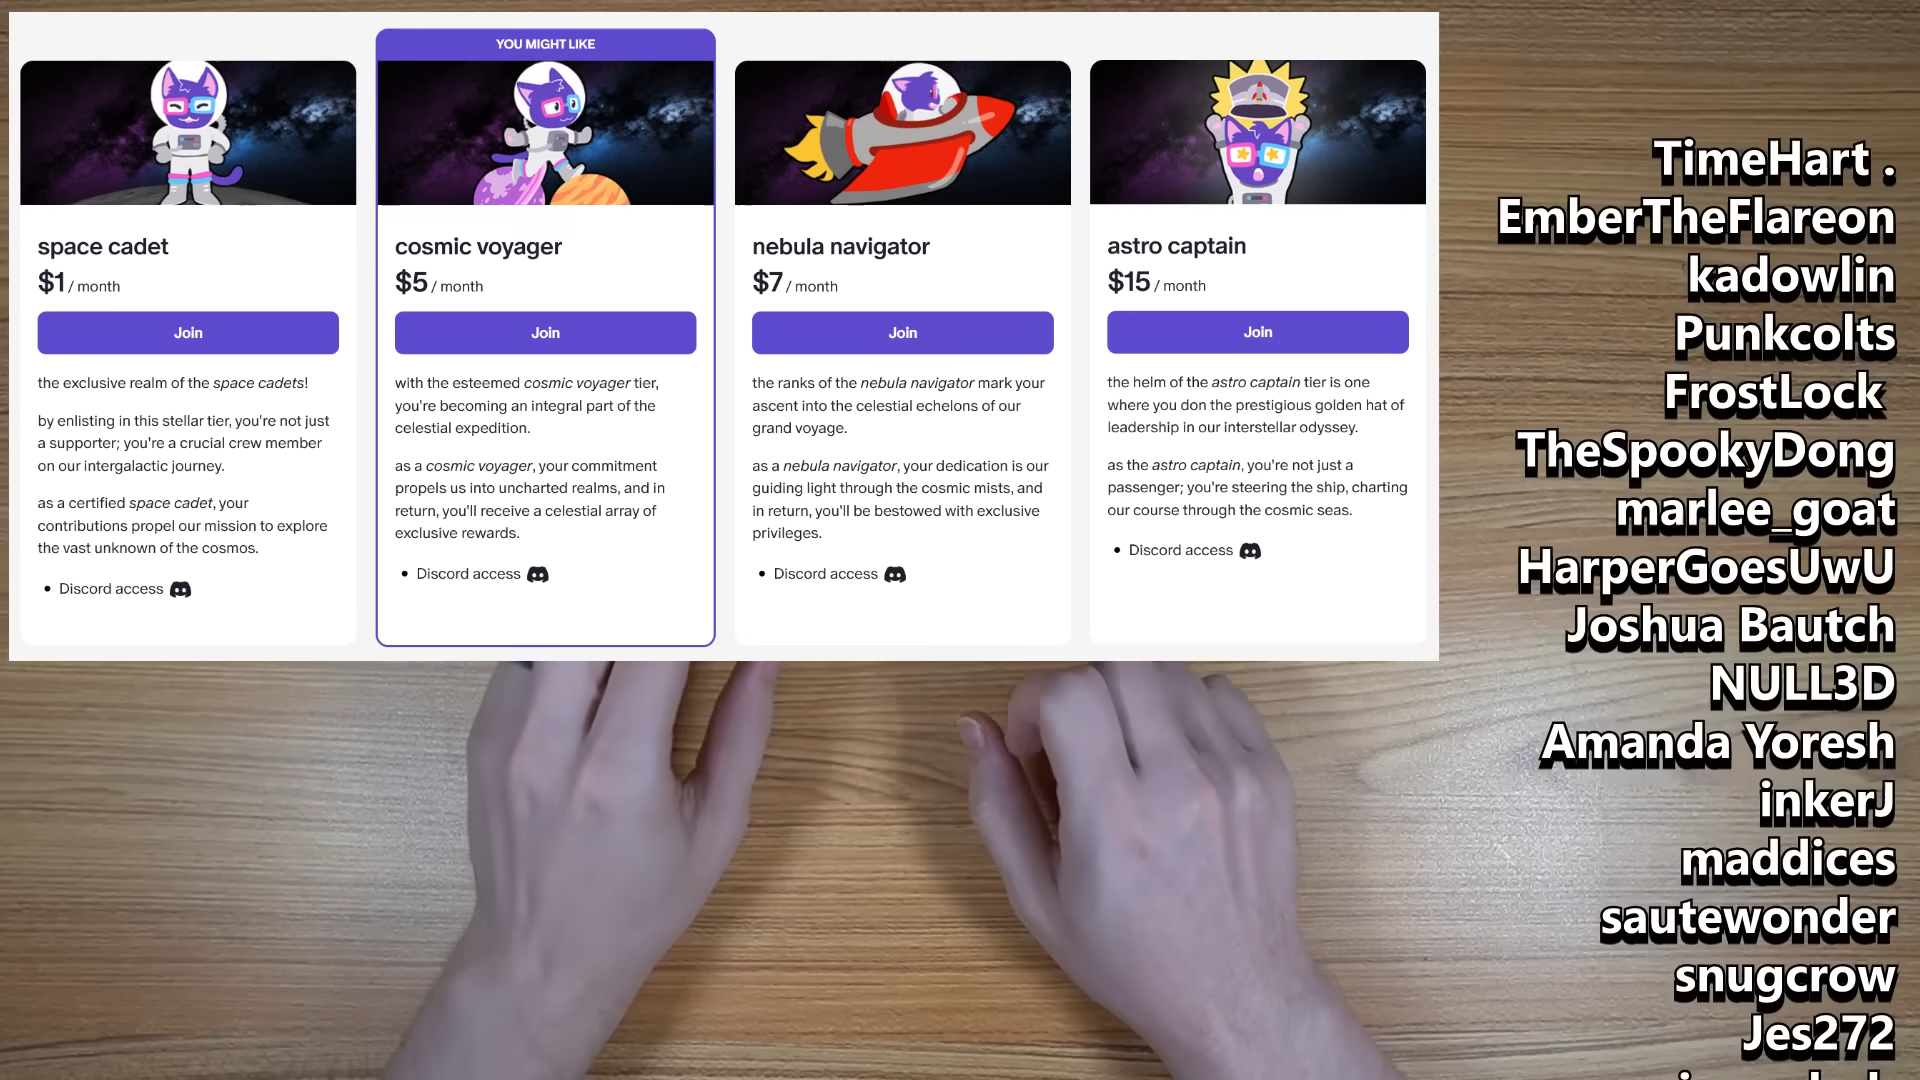 space cadet
$1 / month
Join
the exclusive realm of the space cadets!
by enlisting in this stellar tier, you're not just
a supporter; you're a crucial crew member
on our intergalactic journey.
as a certified space cadet, your
contributions propel our mission to explore
the vast unknown of the cosmos.
• Discord access
YOU MIGHT LIKE
cosmic voyager
$5 / month
Join
with the esteemed cosmic voyager tier,
you're becoming an integral part of the
celestial expedition.
as a cosmic voyager, your commitment
propels us into uncharted realms, and in
return, you'll receive a celestial array of
exclusive rewards.
• Discord access
nebula navigator
$7 / month
Join
the ranks of the nebula navigator mark your
ascent into the celestial echelons of our
grand voyage.
as a nebula navigator, your dedication is our
guiding light through the cosmic mists, and
in return, you'll be bestowed with exclusive
privileges.
• Discord access
astro captain
$15 / month
Join
the helm of the astro captain tier is one
where you don the prestigious golden hat of
leadership in our interstellar odyssey.
as the astro captain, you're not just a
passenger; you're steering the ship, charting
our course through the cosmic seas.
• Discord access
TimeHart .
EmberTheFlareon
kadowlin
Punkcolts
FrostLock
TheSpookyDong
marlee_goat
HarperGoesUwU
Joshua Bautch
NULL3D
Amanda Yoresh
inkerJ
maddices
sautewonder
snugcrow
Jes272